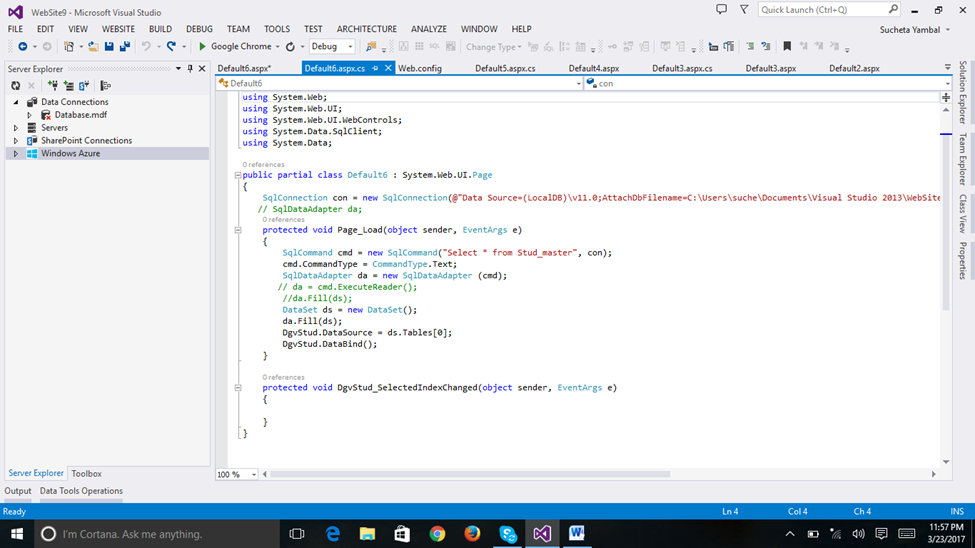 WebSite9 - Microsoft Visual Studio
Quick Launch (Ctrl+Q)
FILE EDIT VIEW WEBSITE BUILD DEBUG TEAM TOOLS TEST ARCHITECTURE ANALYZE WINDOW HELP
Sucheta Yambal
Google Chrome Debug Change Type
Server Explorer
Default6.aspx* Default6.aspx.cs Web.config Default5.aspx.cs Default4.aspx Default3.aspx.cs Default3.aspx Default2.aspx
Default6 con
Data Connections
Database.mdf
Servers
SharePoint Connections
Windows Azure
using System.Web;
using System.Web.UI;
using System.Web.UI.WebControls;
using System.Data.SqlClient;
using System.Data;
0 references
public partial class Default6 : System.Web.UI.Page
{
SqlConnection con = new SqlConnection(@"Data Source=(LocalDB)\v11.0;AttachDbFilename=C:\Users\suche\Documents\Visual Studio 2013\WebSite
// SqlDataAdapter da;
0 references
protected void Page_Load(object sender, EventArgs e)
{
SqlCommand cmd = new SqlCommand("Select * from Stud_master", con);
cmd.CommandType = CommandType.Text;
SqlDataAdapter da = new SqlDataAdapter (cmd);
// da = cmd.ExecuteReader();
//da.Fill(ds);
DataSet ds = new DataSet();
da.Fill(ds);
DgvStud.DataSource = ds.Tables[0];
DgvStud.DataBind();
}
0 references
protected void DgvStud_SelectedIndexChanged(object sender, EventArgs e)
{
}
}
Solution Explorer
Team Explorer
Class View
Properties
100 %
Server Explorer Toolbox
Output Data Tools Operations
Ready Ln 4 Col 4 Ch 4 INS
I'm Cortana. Ask me anything.
11:57 PM
3/23/2017